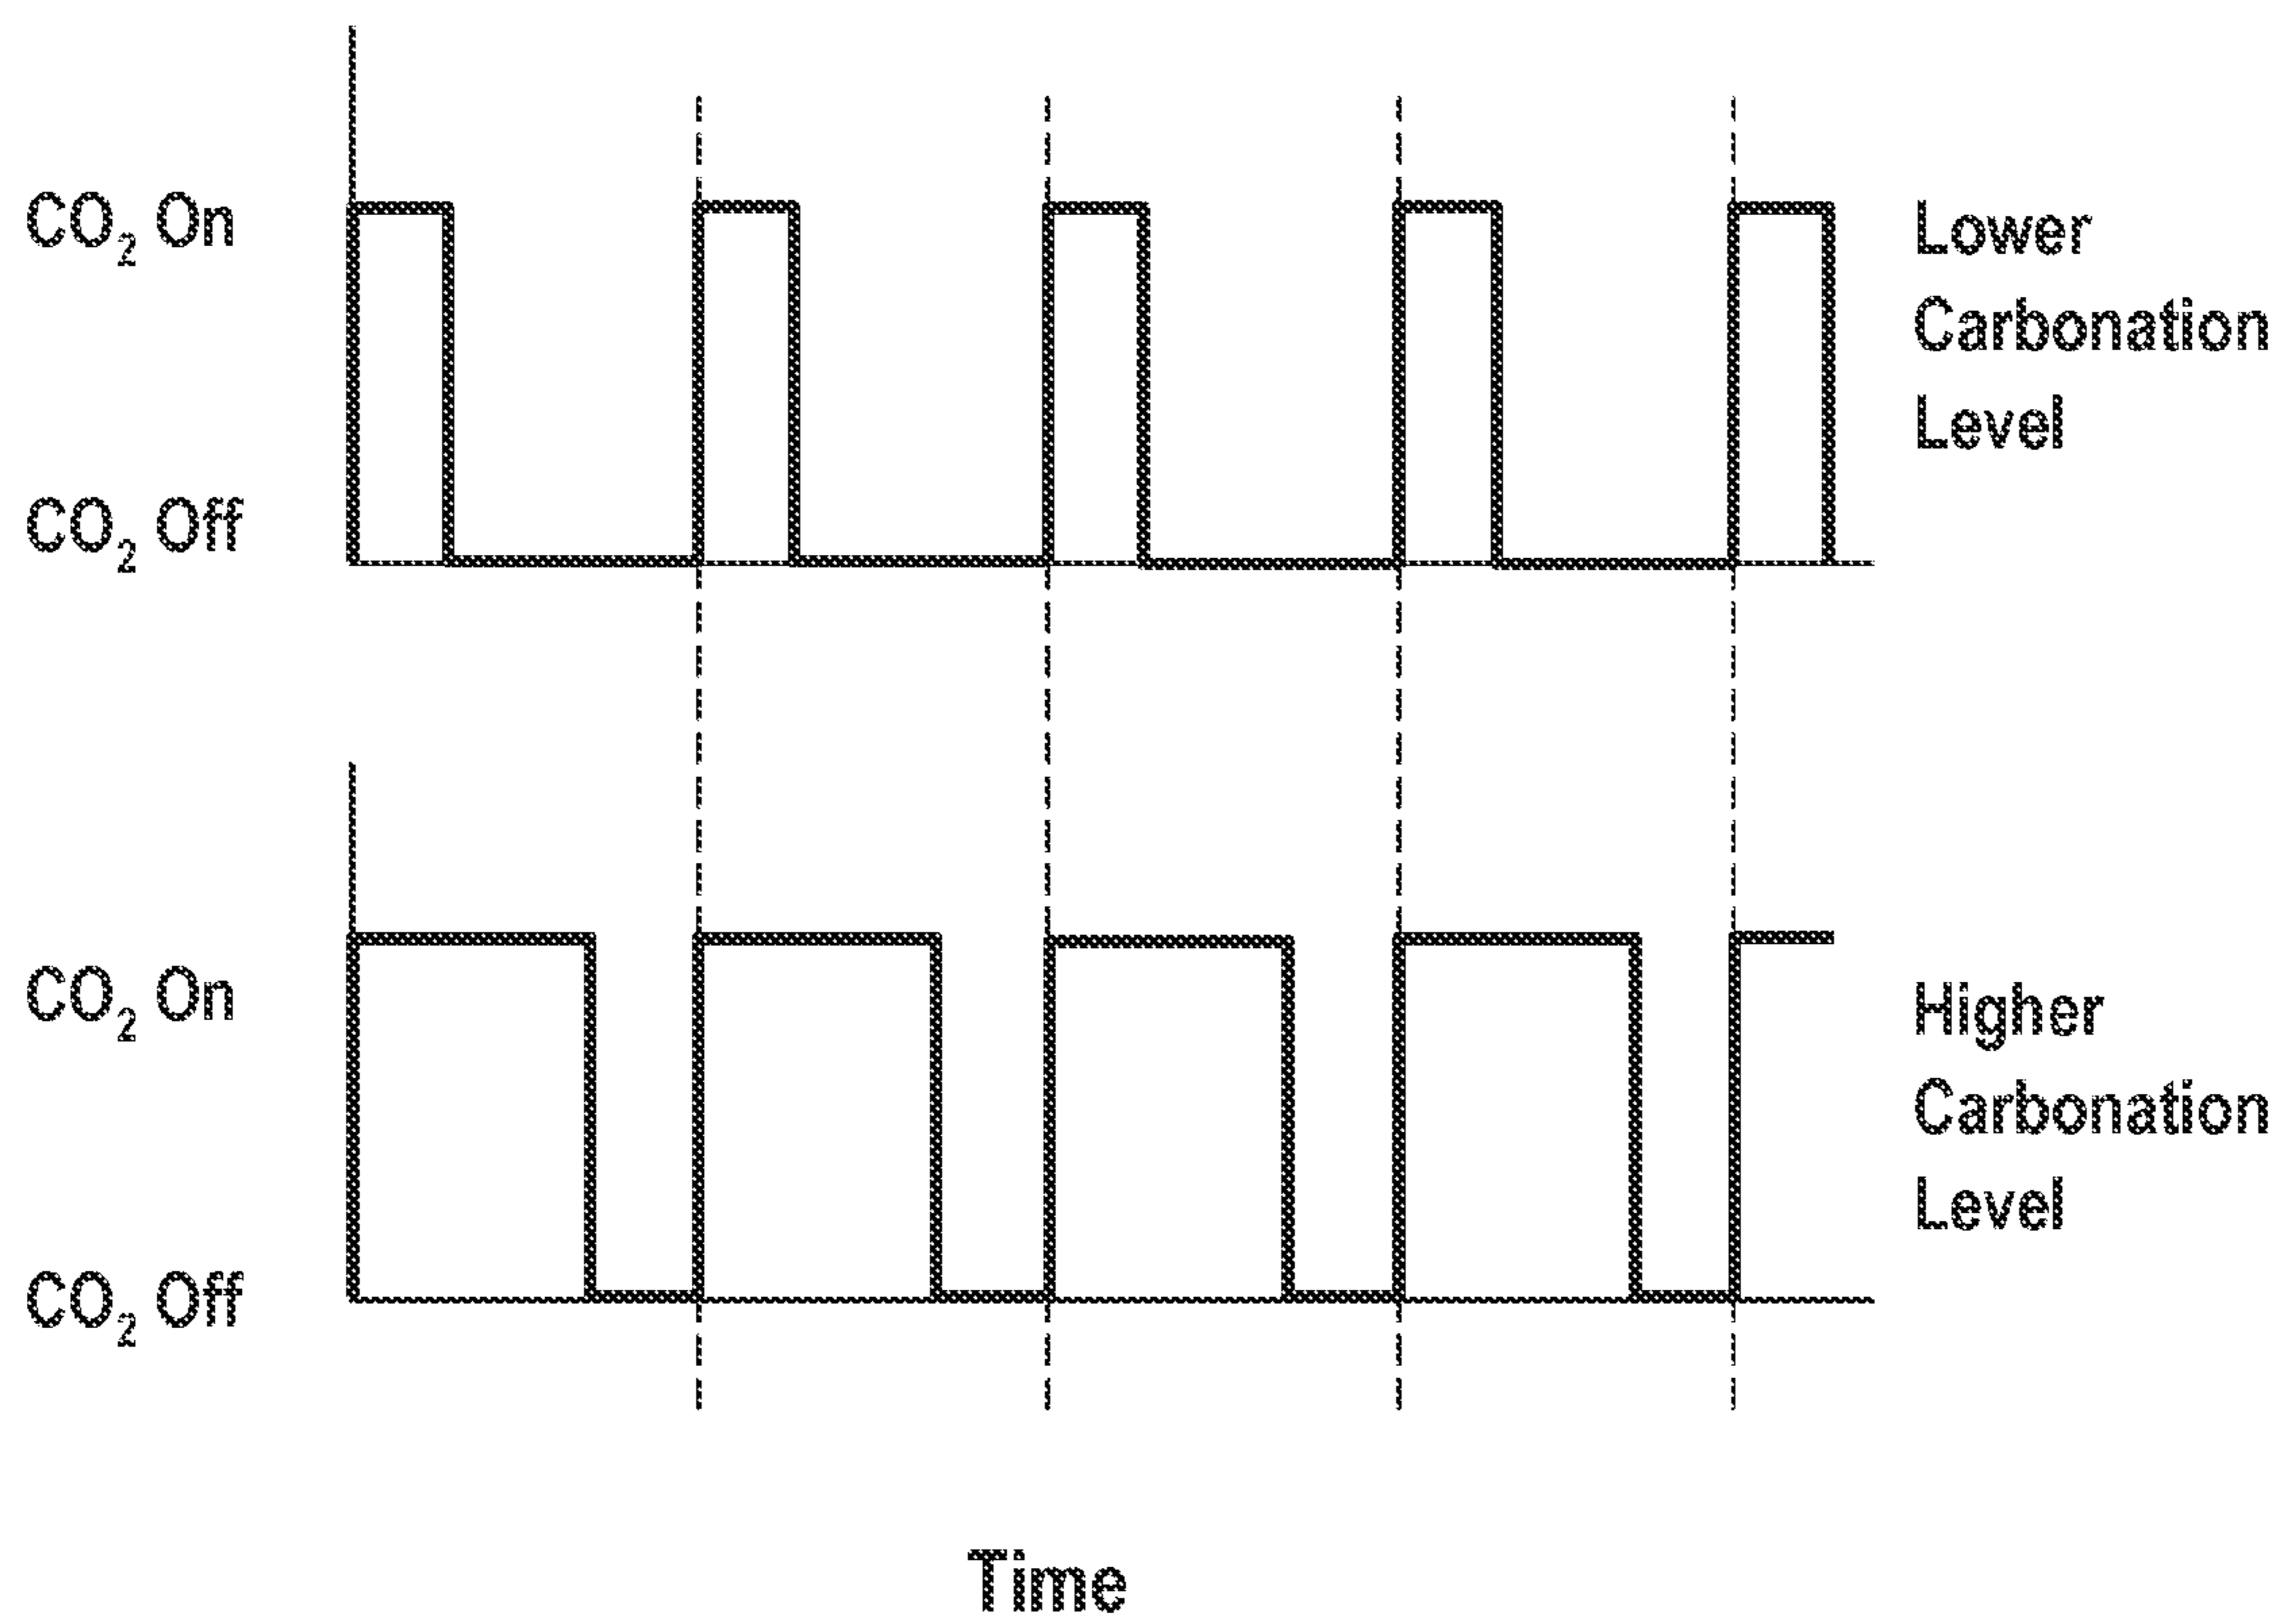 CO₂ On
Lower
Carbonation
Level
CO₂ Off
CO₂ On
Higher
Carbonation
Level
CO₂ Off
Time